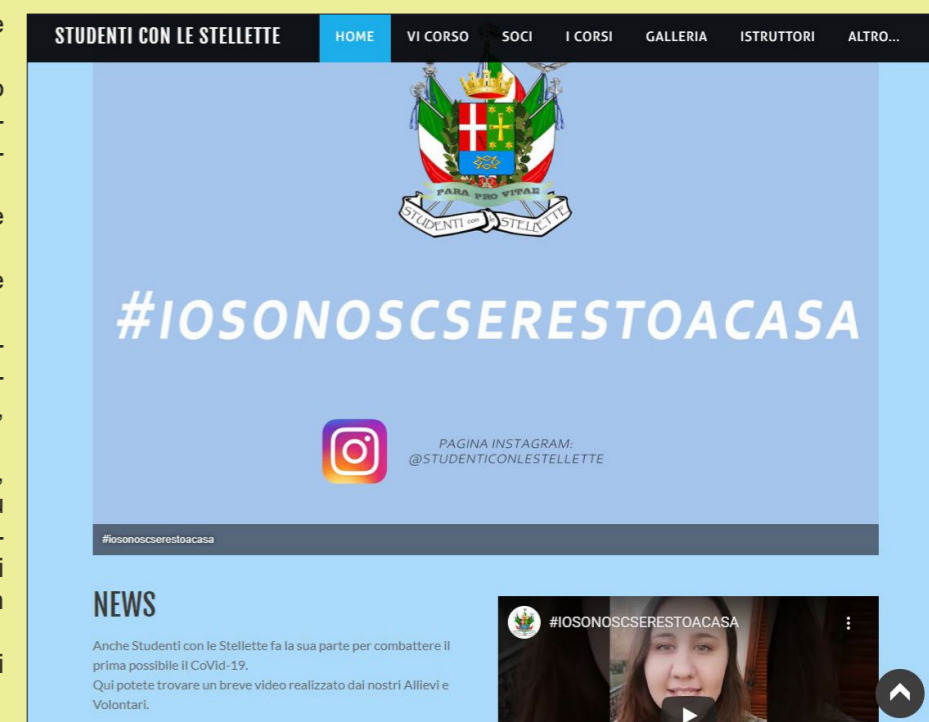 STUDENTI CON LE STELLETTE
HOME VI CORSO SOCI I CORSI GALLERIA ISTRUTTORI ALTRO...
PARA PRO VITAE
STUDENTI con le STELLETTE
#IOSONOSCSERESTOACASA
PAGINA INSTAGRAM:
@STUDENTICONLESTELLETTE
#iosonoscserestoacasa
NEWS
Anche Studenti con le Stellette fa la sua parte per combattere il
prima possibile il CoVid-19.
Qui potete trovare un breve video realizzato dai nostri Allievi e
Volontari.
#IOSONOSCSERESTOACASA